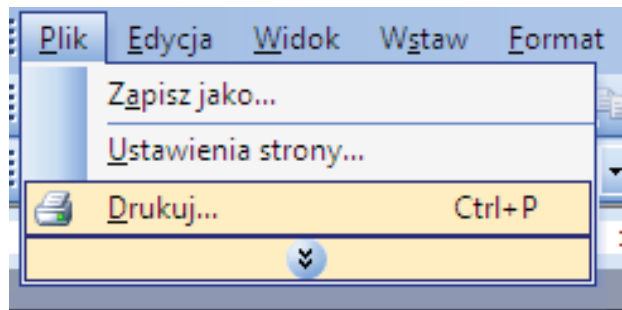 Plik Edycja Widok Wstaw Format
Zapisz jako...
Ustawienia strony...
Drukuj... Ctrl+P